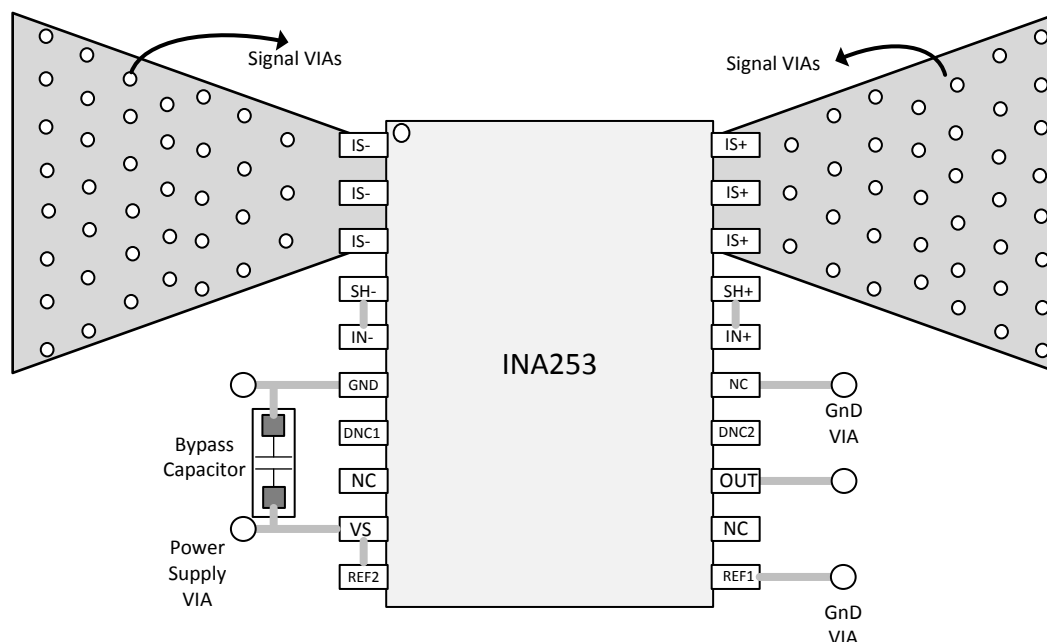 Signal VIAs
Signal VIAs
IS-
IS-
IS-
SH-
IN-
GND
DNC1
NC
VS
REF2
INA253
IS+
IS+
IS+
SH+
IN+
NC
DNC2
OUT
NC
REF1
Bypass
Capacitor
Power
Supply
VIA
GnD
VIA
GnD
VIA